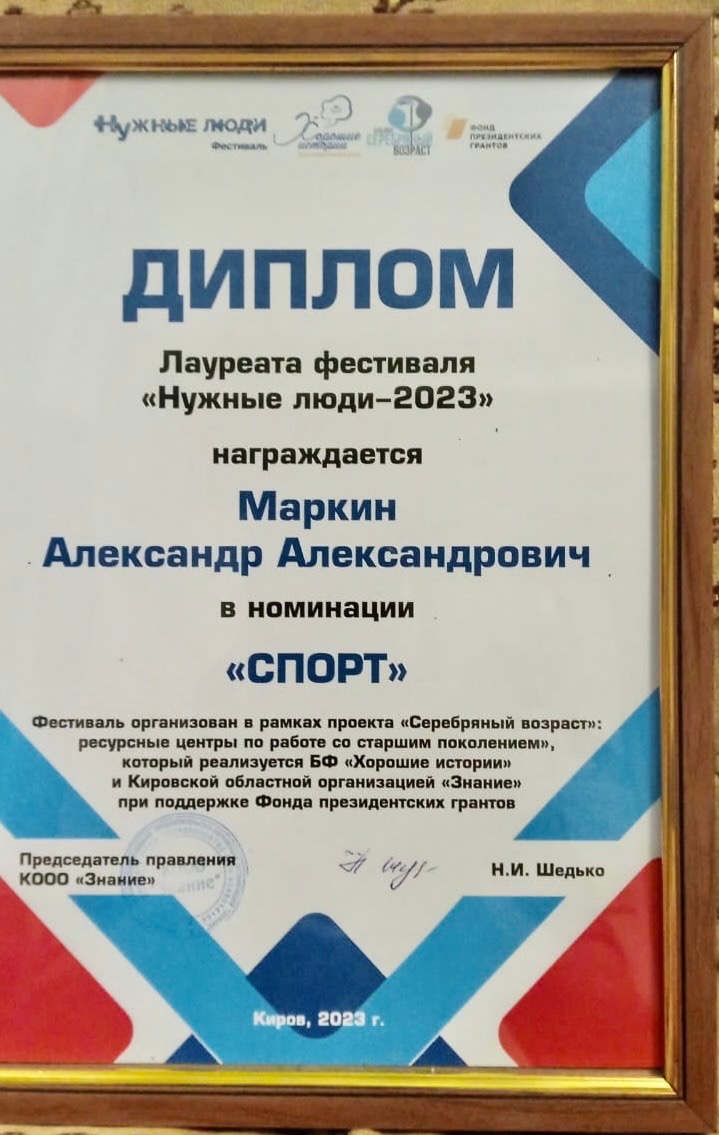 Нужные люди
Фестиваль
Хорошие
истории
СЕРЕБРЯНЫЙ
ВОЗРАСТ
ФОНД
ПРЕЗИДЕНТСКИХ
ГРАНТОВ
ДИПЛОМ
Лауреата фестиваля
«Нужные люди–2023»
награждается
Маркин
Александр Александрович
в номинации
«СПОРТ»
Фестиваль организован в рамках проекта «Серебряный возраст»:
ресурсные центры по работе со старшим поколением»,
который реализуется БФ «Хорошие истории»
и Кировской областной организацией «Знание»
при поддержке Фонда президентских грантов
Председатель правления
КООО «Знание»
Н.И. Шедько
Киров, 2023 г.